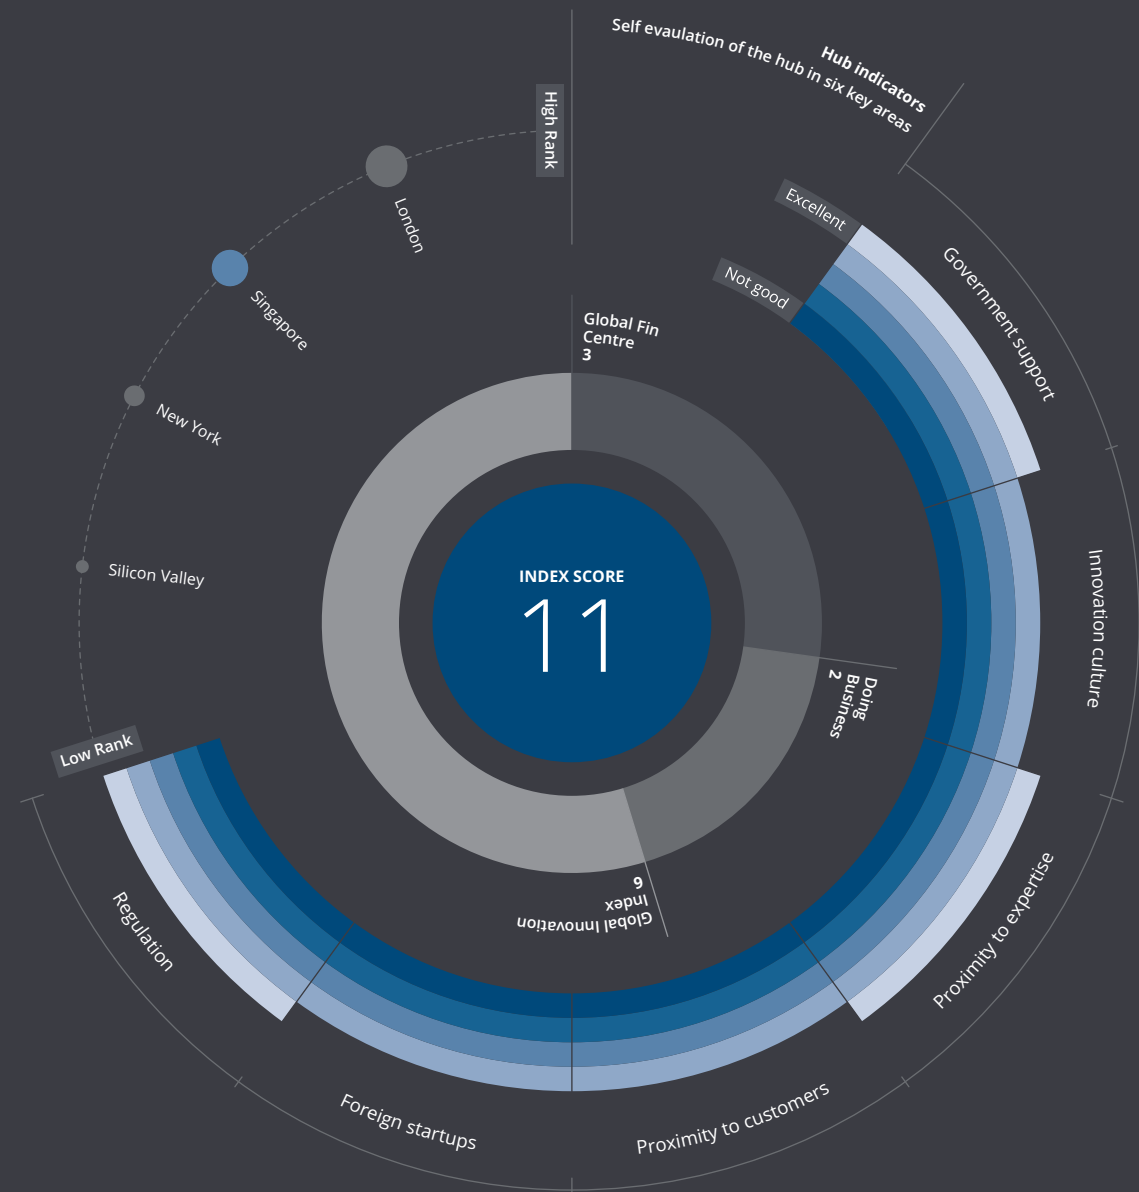 Hub indicators
Self evaulation of the hub in six key areas
High Rank
London
Singapore
New York
Silicon Valley
Low Rank
Excellent
Not good
Government support
Innovation culture
Proximity to expertise
Proximity to customers
Foreign startups
Regulation
Global Fin
Centre
3
Doing
Business
2
Global Innovation
Index
6
INDEX SCORE
11